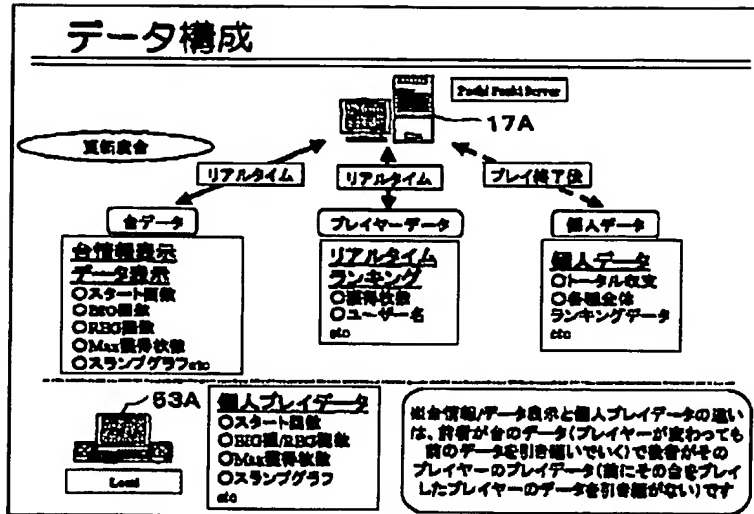 データ構成
Pachi Pachi Server
17A
更新度合
リアルタイム
リアルタイム
プレイ終了後
台データ
プレイヤーデータ
個人データ
台情報表示
データ表示
○スタート回数
○BIG回数
○REG回数
○Max獲得枚数
○スランプグラフetc
リアルタイム
ランキング
○獲得枚数
○ユーザー名
etc
個人データ
○トータル収支
○各種全体
ランキングデータ
etc
53A
Local
個人プレイデータ
○スタート回数
○BIG回/REG回数
○Max獲得枚数
○スランプグラフ
etc
※台情報/データ表示と個人プレイデータの違い
は、前者が台のデータ(プレイヤーが変わっても
前のデータを引き継いでいく)で後者がその
プレイヤーのプレイデータ(前にその台をプレイ
したプレイヤーのデータを引き継がない)です